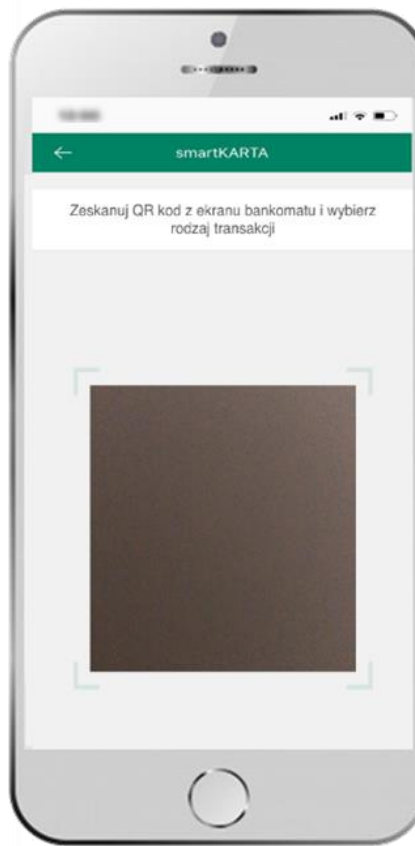 smartKARTA
Zeskanuj QR kod z ekranu bankomatu i wybierz
rodzaj transakcji